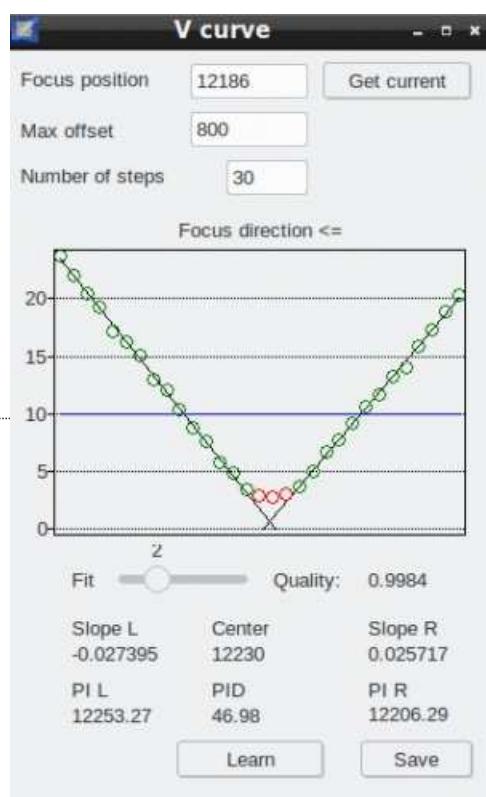 V curve
Focus position 12186 Get current
Max offset 800
Number of steps 30
Focus direction <=
20
15
10
5
0
2
Fit Quality: 0.9984
Slope L Center Slope R
-0.027395 12230 0.025717
PI L PID PI R
12253.27 46.98 12206.29
Learn Save